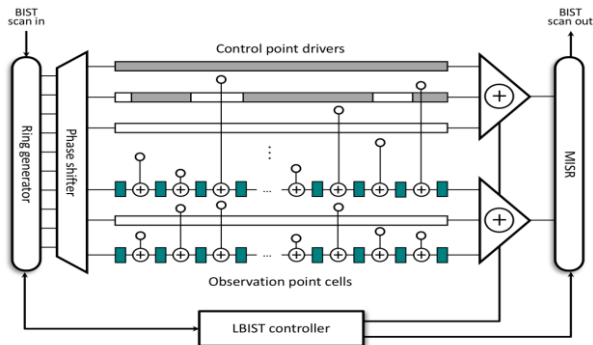 BIST
scan in
BIST
scan out
Control point drivers
Ring generator
Phase shifter
MISR
...
...
Observation point cells
LBIST controller